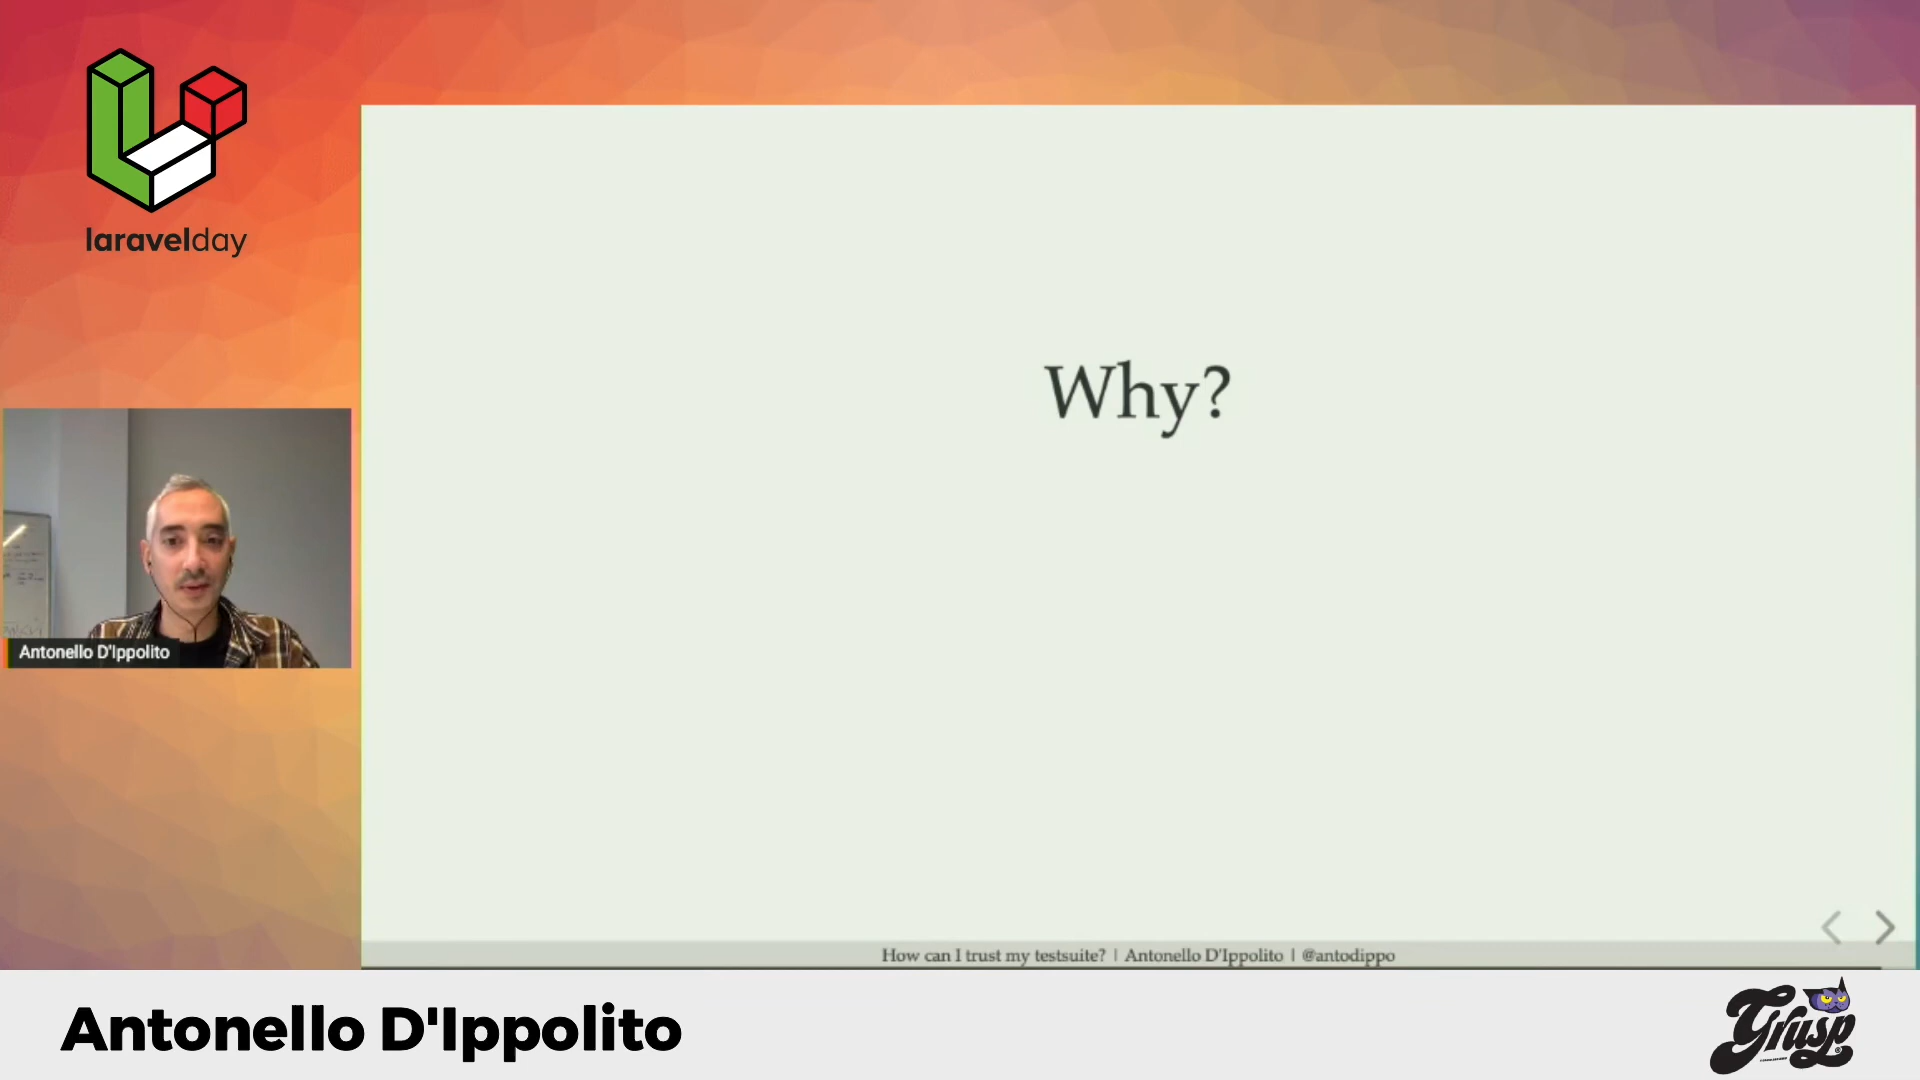 laravelday
Why?
Antonello D'Ippolito
How can I trust my testsuite? | Antonello D'Ippolito | @antodippo
Antonello D'Ippolito
Grusp